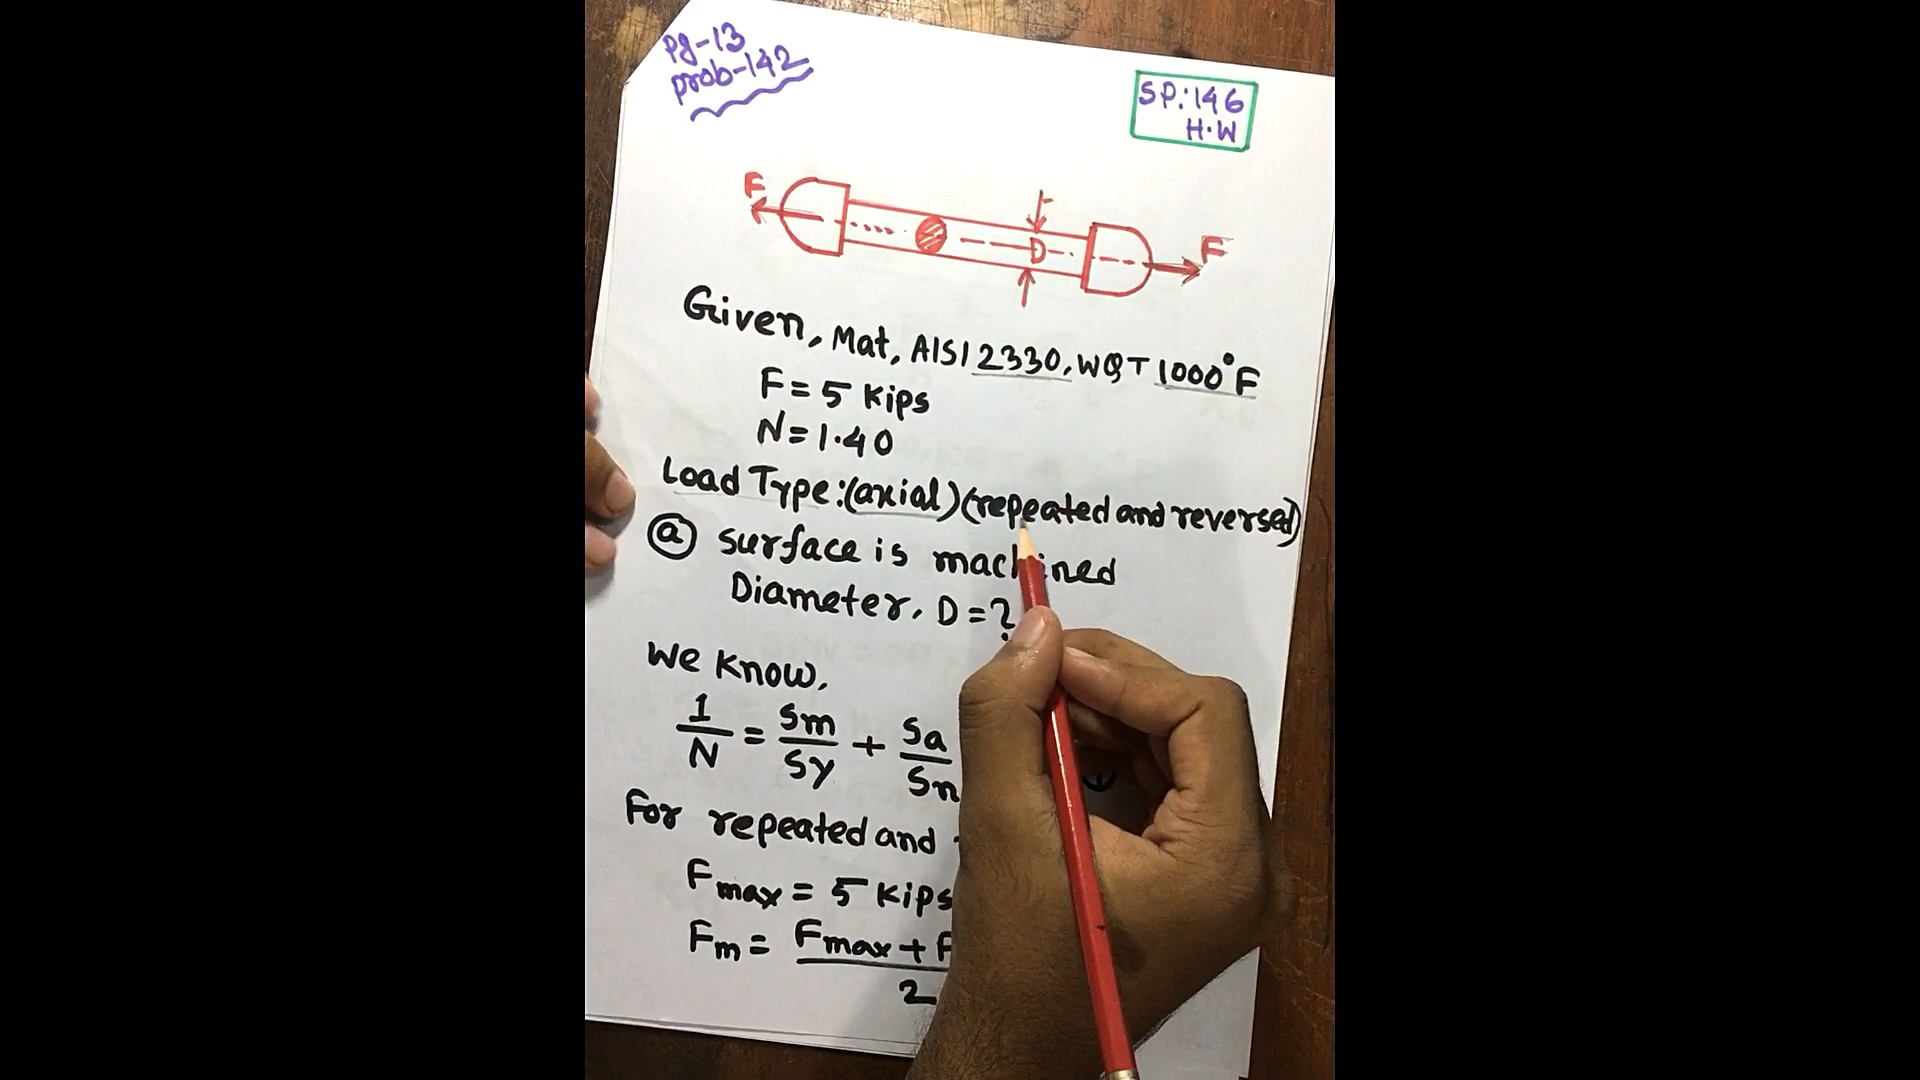 Pg-13
prob-142
SP:146
H.W
F
D
F
Given, Mat, AISI 2330, WQT 1000°F
F = 5 kips
N = 1.40
Load Type:(axial)(repeated and reversed)
(a) surface is machined
Diameter, D = ?
We know,
1/N = Sm/Sy + Sa/Sn
For repeated and
Fmax = 5 kips
Fm = Fmax + F
2